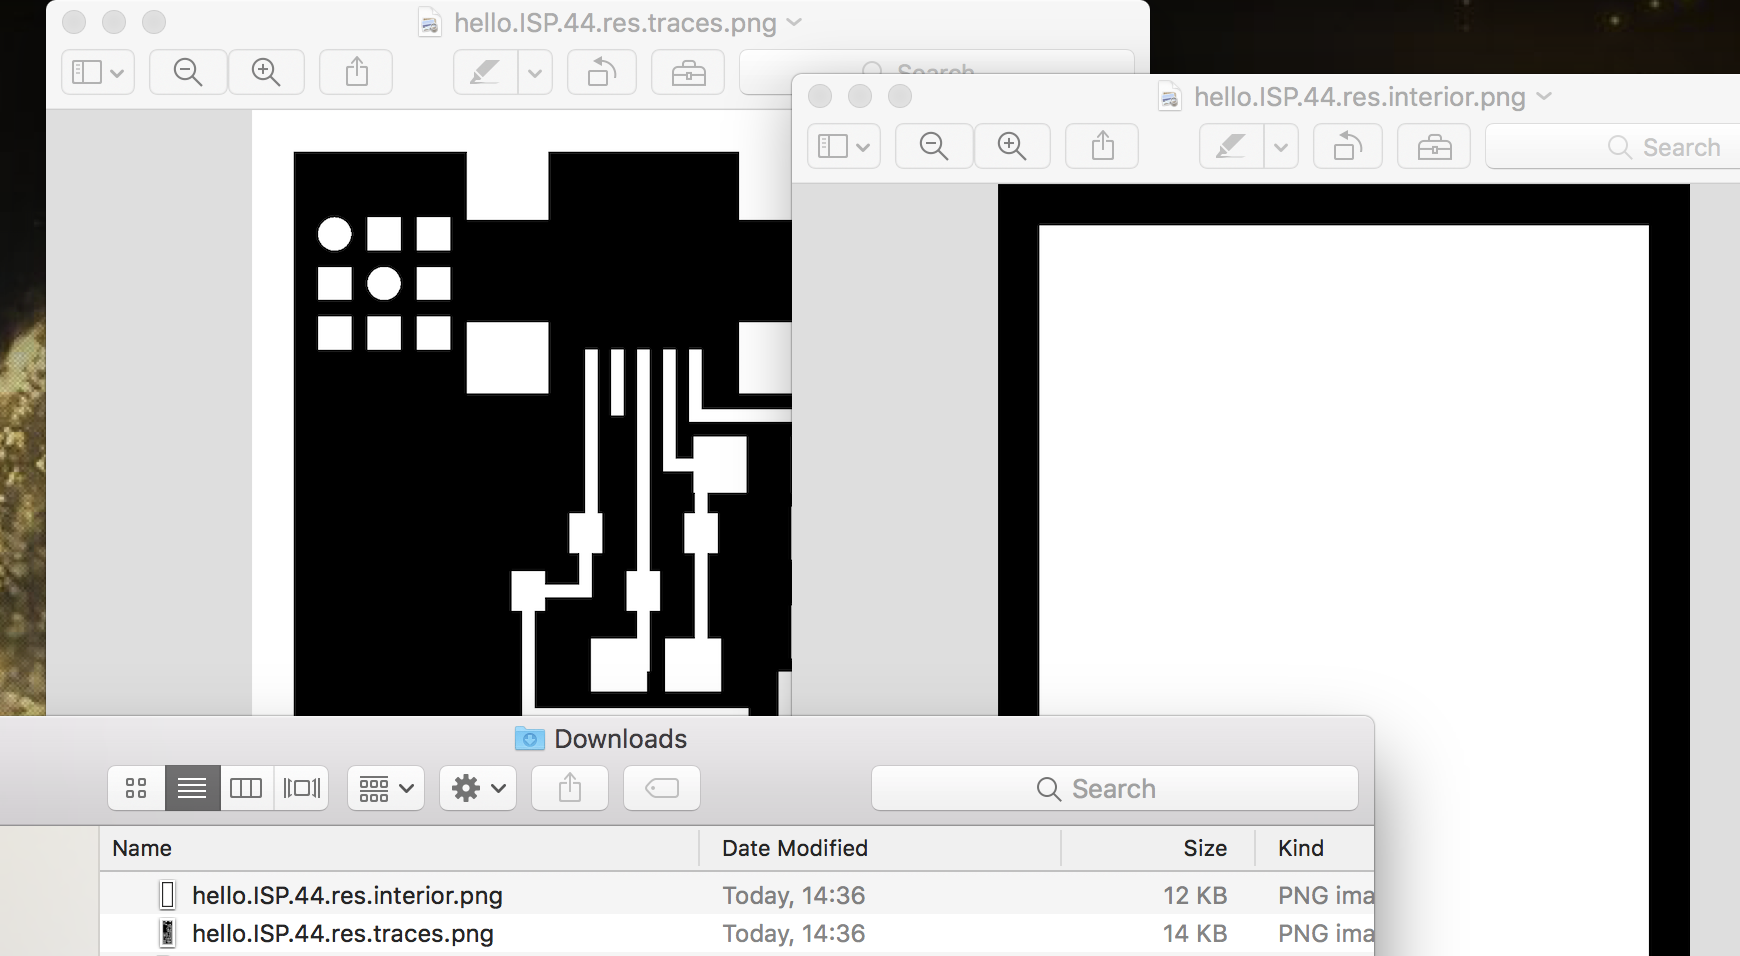 hello.ISP.44.res.traces.png
Search
hello.ISP.44.res.interior.png
Search
Downloads
Search
Name Date Modified Size Kind
hello.ISP.44.res.interior.png Today, 14:36 12 KB PNG ima
hello.ISP.44.res.traces.png Today, 14:36 14 KB PNG ima